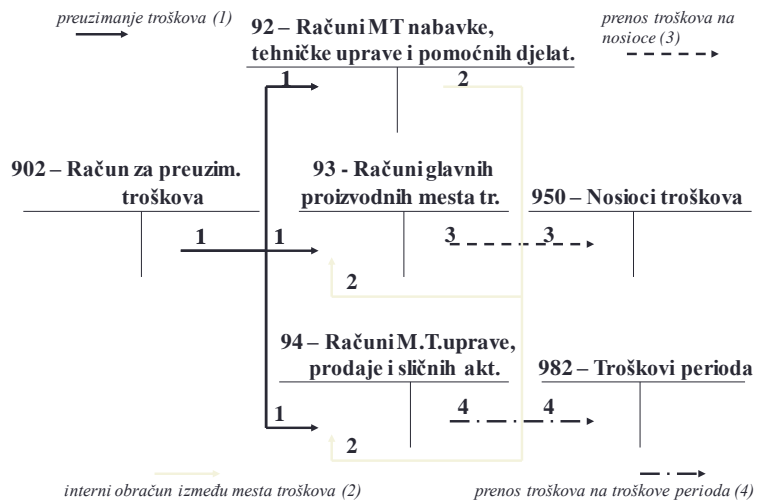 preuzimanje troškova (1)
92 – Računi MT nabavke,
tehničke uprave i pomoćnih djelat.
prenos troškova na
nosioce (3)
1
2
902 – Račun za preuzim.
troškova
93 - Računi glavnih
proizvodnih mesta tr.
950 – Nosioci troškova
1
1
3
3
2
94 – Računi M.T.uprave,
prodaje i sličnih akt.
982 – Troškovi perioda
1
4
4
2
interni obračun između mesta troškova (2)
prenos troškova na troškove perioda (4)